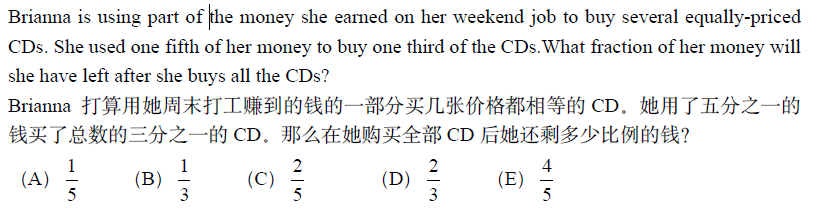 Brianna is using part of the money she earned on her weekend job to buy several equally-priced
CDs. She used one fifth of her money to buy one third of the CDs.What fraction of her money will
she have left after she buys all the CDs?
Brianna 打算用她周末打工赚到的钱的一部分买几张价格都相等的 CD。她用了五分之一的
钱买了总数的三分之一的 CD。那么在她购买全部 CD 后她还剩多少比例的钱?
(A) 1/5 (B) 1/3 (C) 2/5 (D) 2/3 (E) 4/5